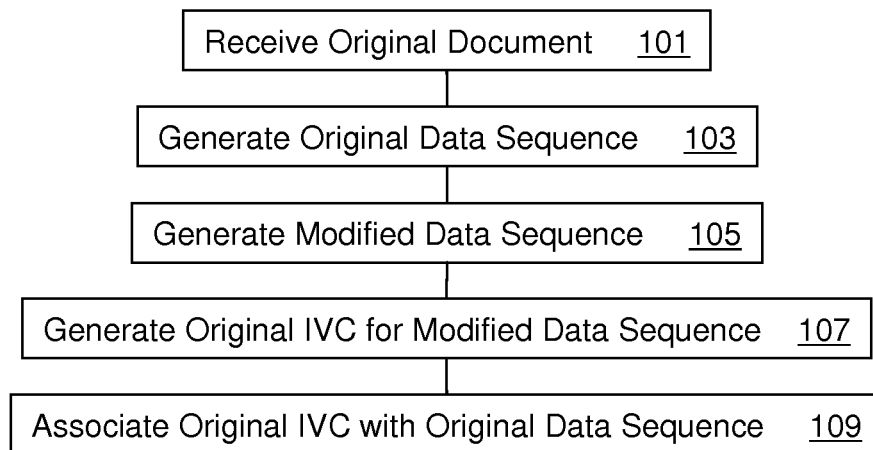 Receive Original Document 101
Generate Original Data Sequence 103
Generate Modified Data Sequence 105
Generate Original IVC for Modified Data Sequence 107
Associate Original IVC with Original Data Sequence 109